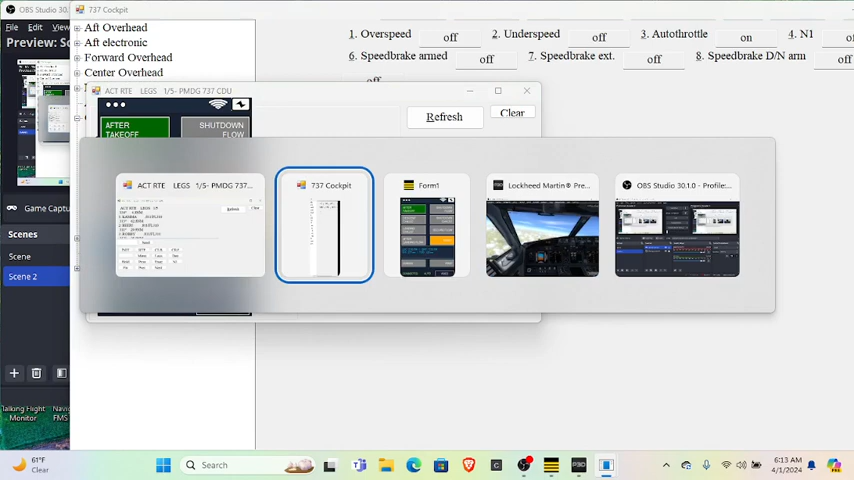 OBS Studio 30.
737 Cockpit
File Edit View
Preview: Sc
Aft Overhead
Aft electronic
Forward Overhead
Center Overhead
1. Overspeed off 2. Underspeed off 3. Autothrottle on 4. N1 off
6. Speedbrake armed off 7. Speedbrake ext. off 8. Speedbrake D/N arm off
off
ACT RTE LEGS 1/5- PMDG 737 CDU
AFTER TAKEOFF
SHUTDOWN FLOW
Refresh
Clear
ACT RTE LEGS 1/5- PMDG 737...
737 Cockpit
Form1
Lockheed Martin® Pre...
OBS Studio 30.1.0 - Profile:...
Game Captu
Scenes
Scene
Scene 2
Talking Flight Monitor
Navig
FMS
61°F
Clear
Search
6:13 AM
4/1/2024